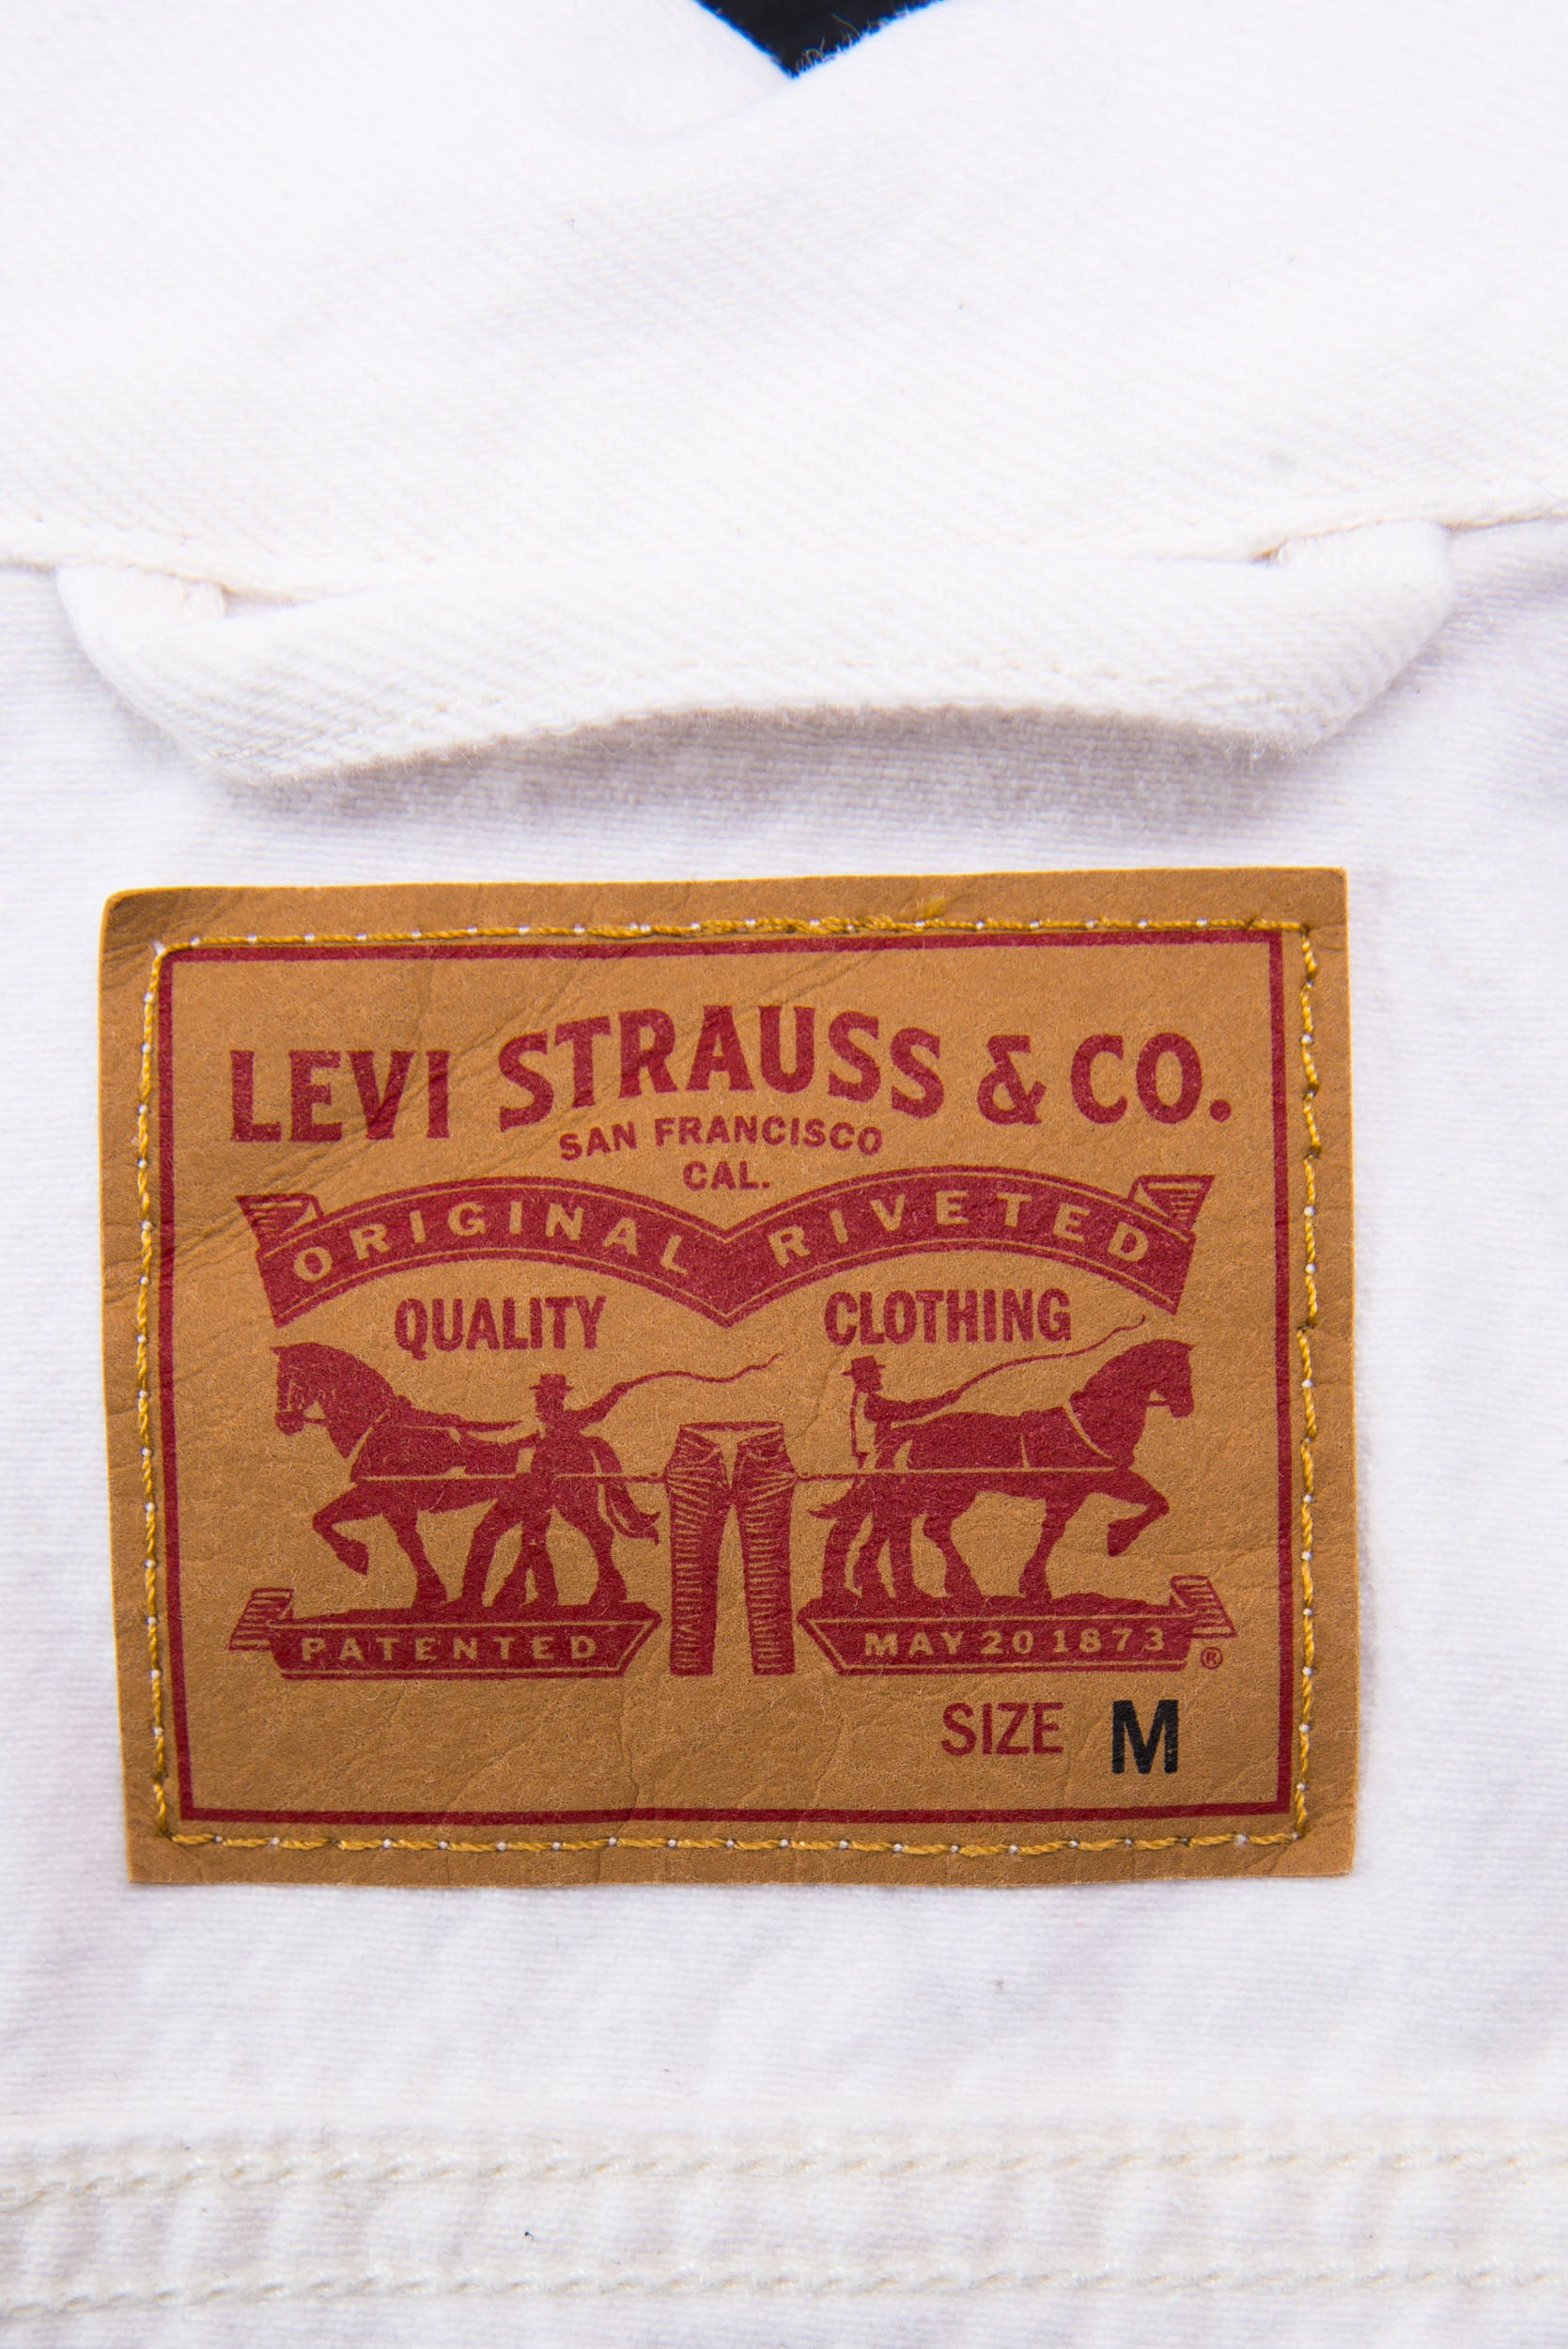 LEVI STRAUSS & CO.
SAN FRANCISCO
CAL.
ORIGINAL RIVETED
QUALITY CLOTHING
PATENTED MAY 20 1873 ®
SIZE M